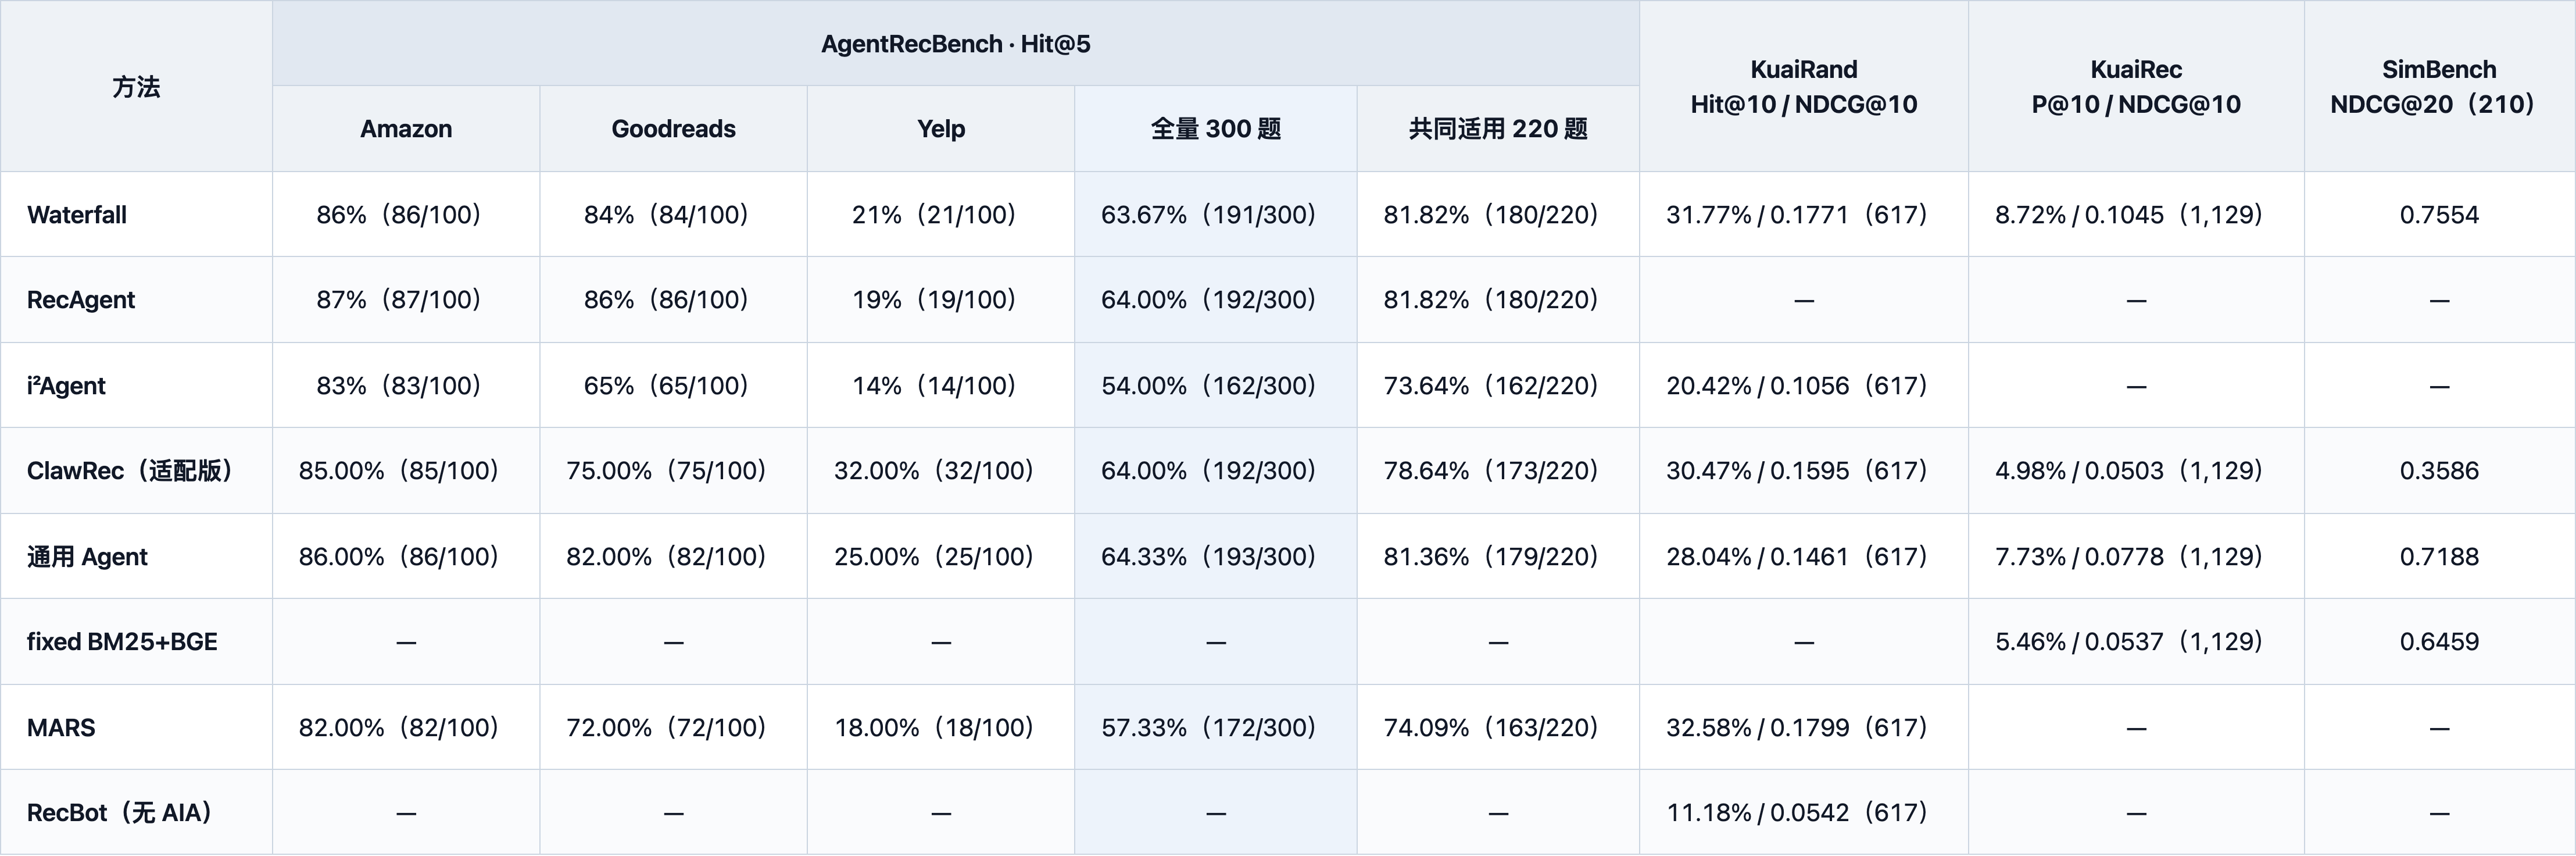 方法
AgentRecBench · Hit@5
KuaiRand
Hit@10 / NDCG@10
KuaiRec
P@10 / NDCG@10
SimBench
NDCG@20（210）
Amazon
Goodreads
Yelp
全量 300 题
共同适用 220 题
Waterfall 86%（86/100） 84%（84/100） 21%（21/100） 63.67%（191/300） 81.82%（180/220） 31.77% / 0.1771（617） 8.72% / 0.1045（1,129） 0.7554
RecAgent 87%（87/100） 86%（86/100） 19%（19/100） 64.00%（192/300） 81.82%（180/220） — — —
i²Agent 83%（83/100） 65%（65/100） 14%（14/100） 54.00%（162/300） 73.64%（162/220） 20.42% / 0.1056（617） — —
ClawRec（适配版） 85.00%（85/100） 75.00%（75/100） 32.00%（32/100） 64.00%（192/300） 78.64%（173/220） 30.47% / 0.1595（617） 4.98% / 0.0503（1,129） 0.3586
通用 Agent 86.00%（86/100） 82.00%（82/100） 25.00%（25/100） 64.33%（193/300） 81.36%（179/220） 28.04% / 0.1461（617） 7.73% / 0.0778（1,129） 0.7188
fixed BM25+BGE — — — — — — 5.46% / 0.0537（1,129） 0.6459
MARS 82.00%（82/100） 72.00%（72/100） 18.00%（18/100） 57.33%（172/300） 74.09%（163/220） 32.58% / 0.1799（617） — —
RecBot（无 AIA） — — — — — 11.18% / 0.0542（617） — —